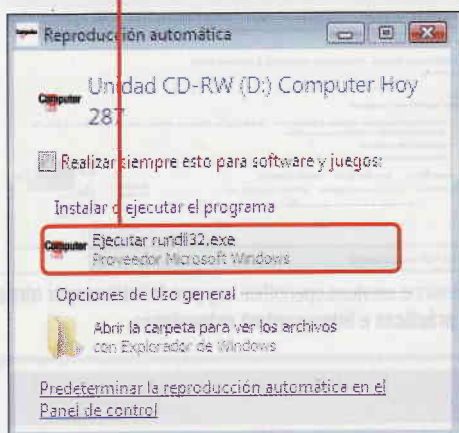 Reproducción automática
Unidad CD-RW (D:) Computer Hoy
287
Realizar siempre esto para software y juegos:
Instalar o ejecutar el programa
Computer
Ejecutar rundll32.exe
Proveedor Microsoft Windows
Opciones de Uso general
Abrir la carpeta para ver los archivos
con Explorador de Windows
Predeterminar la reproducción automática en el
Panel de control